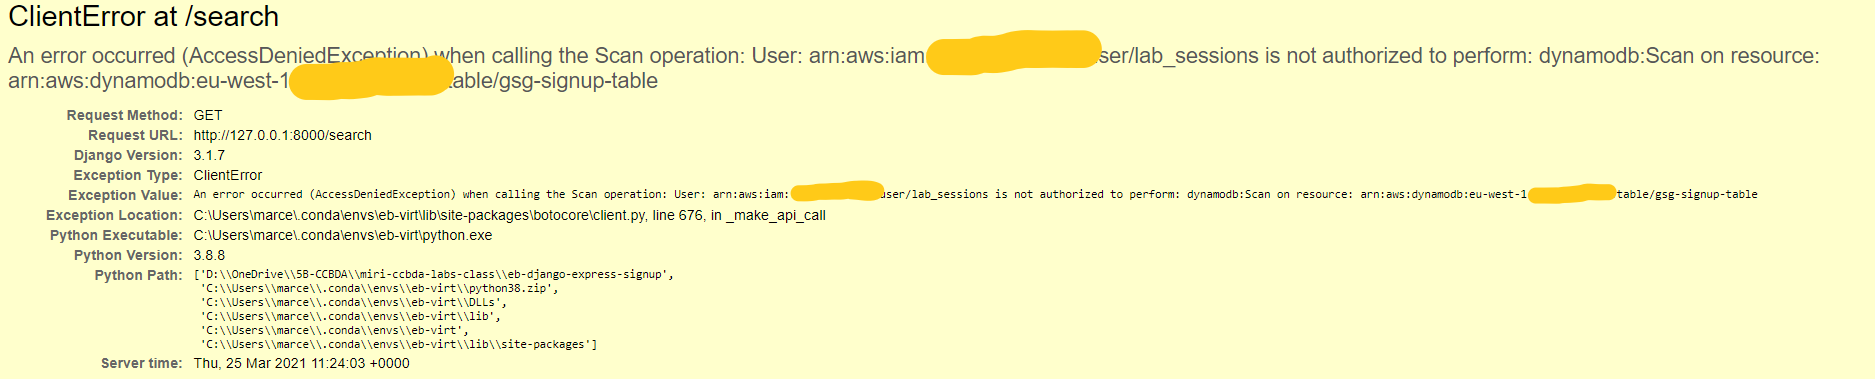 ClientError at /search
An error occurred (AccessDeniedException) when calling the Scan operation: User: arn:aws:iam ser/lab_sessions is not authorized to perform: dynamodb:Scan on resource:
arn:aws:dynamodb:eu-west-1 table/gsg-signup-table
Request Method: GET
Request URL: http://127.0.0.1:8000/search
Django Version: 3.1.7
Exception Type: ClientError
Exception Value: An error occurred (AccessDeniedException) when calling the Scan operation: User: arn:aws:iam: user/lab_sessions is not authorized to perform: dynamodb:Scan on resource: arn:aws:dynamodb:eu-west-1 table/gsg-signup-table
Exception Location: C:\Users\marce\.conda\envs\eb-virt\lib\site-packages\botocore\client.py, line 676, in _make_api_call
Python Executable: C:\Users\marce\.conda\envs\eb-virt\python.exe
Python Version: 3.8.8
Python Path: ['D:\\OneDrive\\5B-CCBDA\\miri-ccbda-labs-class\\eb-django-express-signup',
'C:\\Users\\marce\\.conda\\envs\\eb-virt\\python38.zip',
'C:\\Users\\marce\\.conda\\envs\\eb-virt\\DLLs',
'C:\\Users\\marce\\.conda\\envs\\eb-virt\\lib',
'C:\\Users\\marce\\.conda\\envs\\eb-virt',
'C:\\Users\\marce\\.conda\\envs\\eb-virt\\lib\\site-packages']
Server time: Thu, 25 Mar 2021 11:24:03 +0000